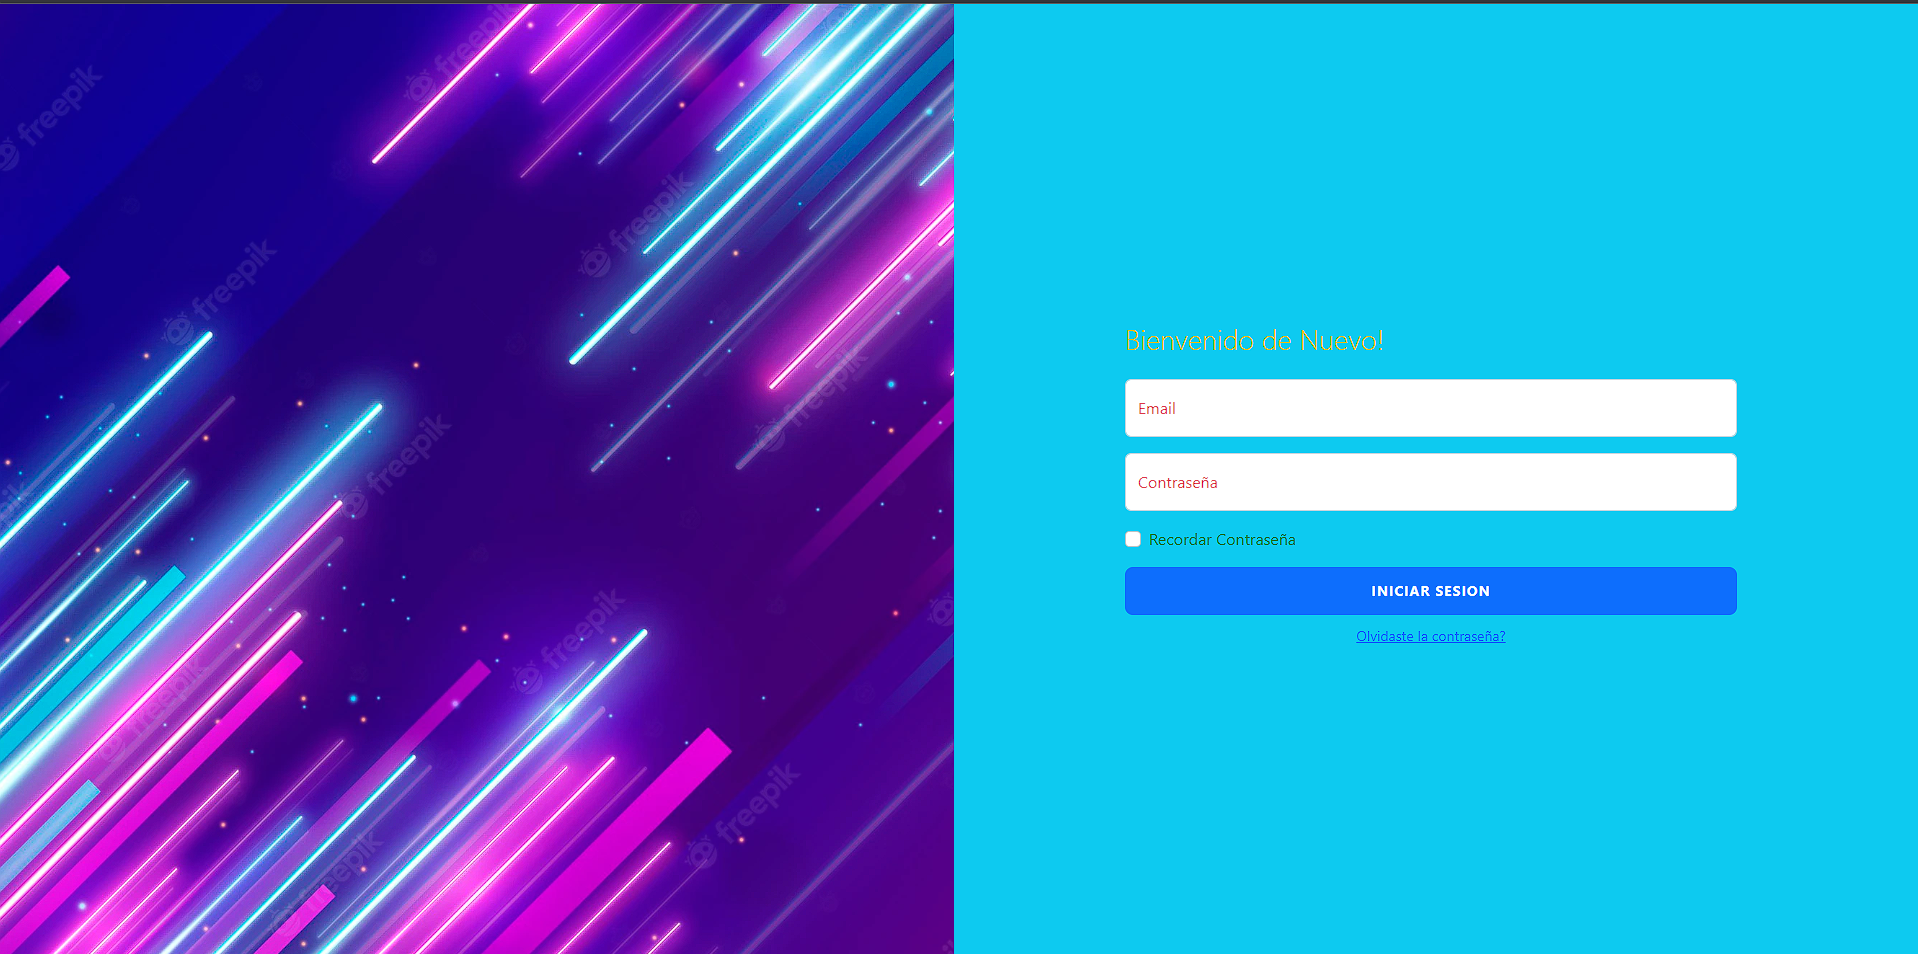 freepik
freepik
freepik
freepik
freepik
freepik
freepik
freepik
freepik
freepik
Bienvenido de Nuevo!
Email
Contraseña
Recordar Contraseña
INICIAR SESION
Olvidaste la contraseña?